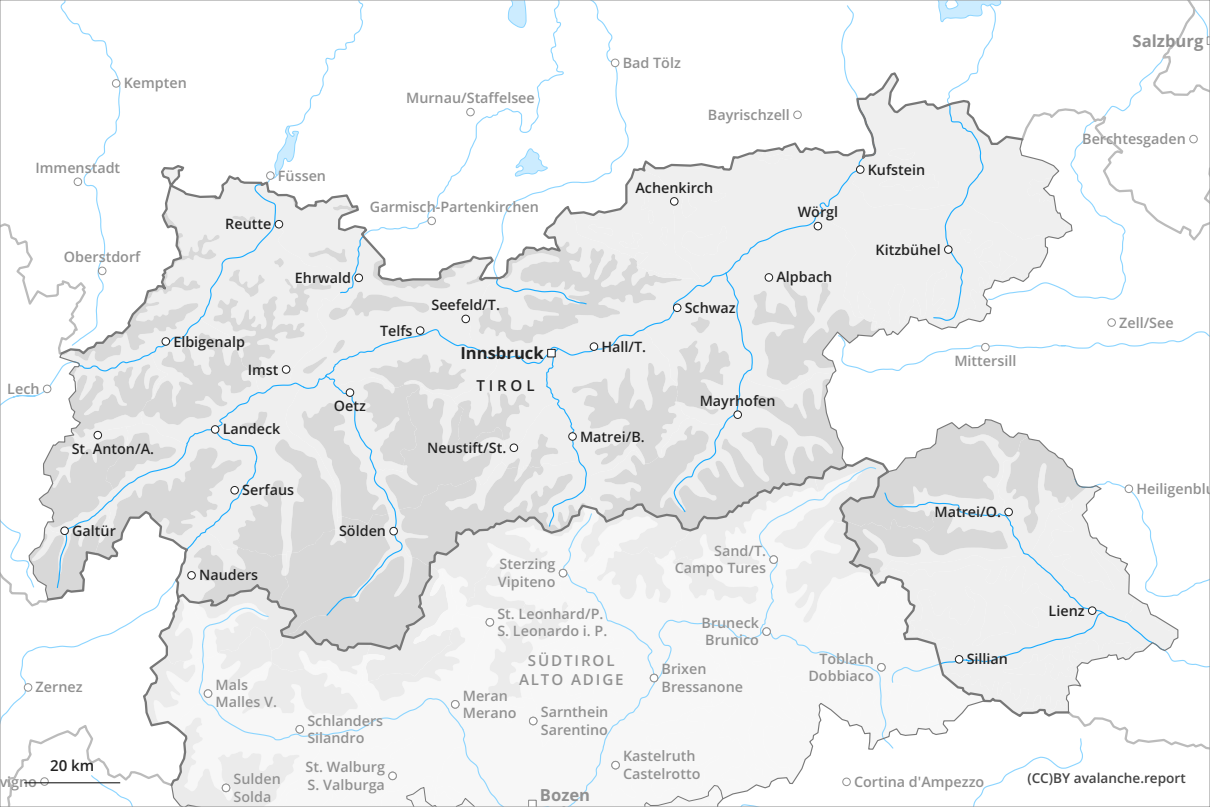 Salzburg
Bad Tölz
Kempten
Murnau/Staffelsee
Bayrischzell
Berchtesgaden
Immenstadt
Kufstein
Füssen
Achenkirch
Garmisch-Partenkirchen
Wörgl
Reutte
Kitzbühel
Oberstdorf
Ehrwald
Alpbach
Seefeld/T.
Schwaz
Zell/See
Telfs
Elbigenalp
Hall/T.
Innsbruck
Mittersill
Imst
TIROL
Lech
Oetz
Mayrhofen
Landeck
Matrei/B.
St. Anton/A.
Neustift/St.
Serfaus
Heiligenblu
Matrei/O.
Galtür
Sölden
Sand/T.
Campo Tures
Sterzing
Vipiteno
Nauders
Lienz
St. Leonhard/P.
S. Leonardo i. P.
Bruneck
Brunico
SÜDTIROL
ALTO ADIGE
Toblach
Dobbiaco
Sillian
Brixen
Bressanone
Zernez
Mals
Malles V.
Meran
Merano
Sarnthein
Sarentino
Schlanders
Silandro
Kastelruth
Castelrotto
20 km
St. Walburg
S. Valburga
vigno
Sulden
Solda
Cortina d'Ampezzo
(CC)BY avalanche.report
Bozen